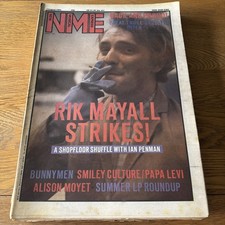 NME
RIK MAYALL
STRIKES!
A SHOPFLOOR SHUFFLE WITH IAN PENMAN
BUNNYMEN SMILEY CULTURE/PAPA LEVI
ALISON MOYET SUMMER LP ROUNDUP